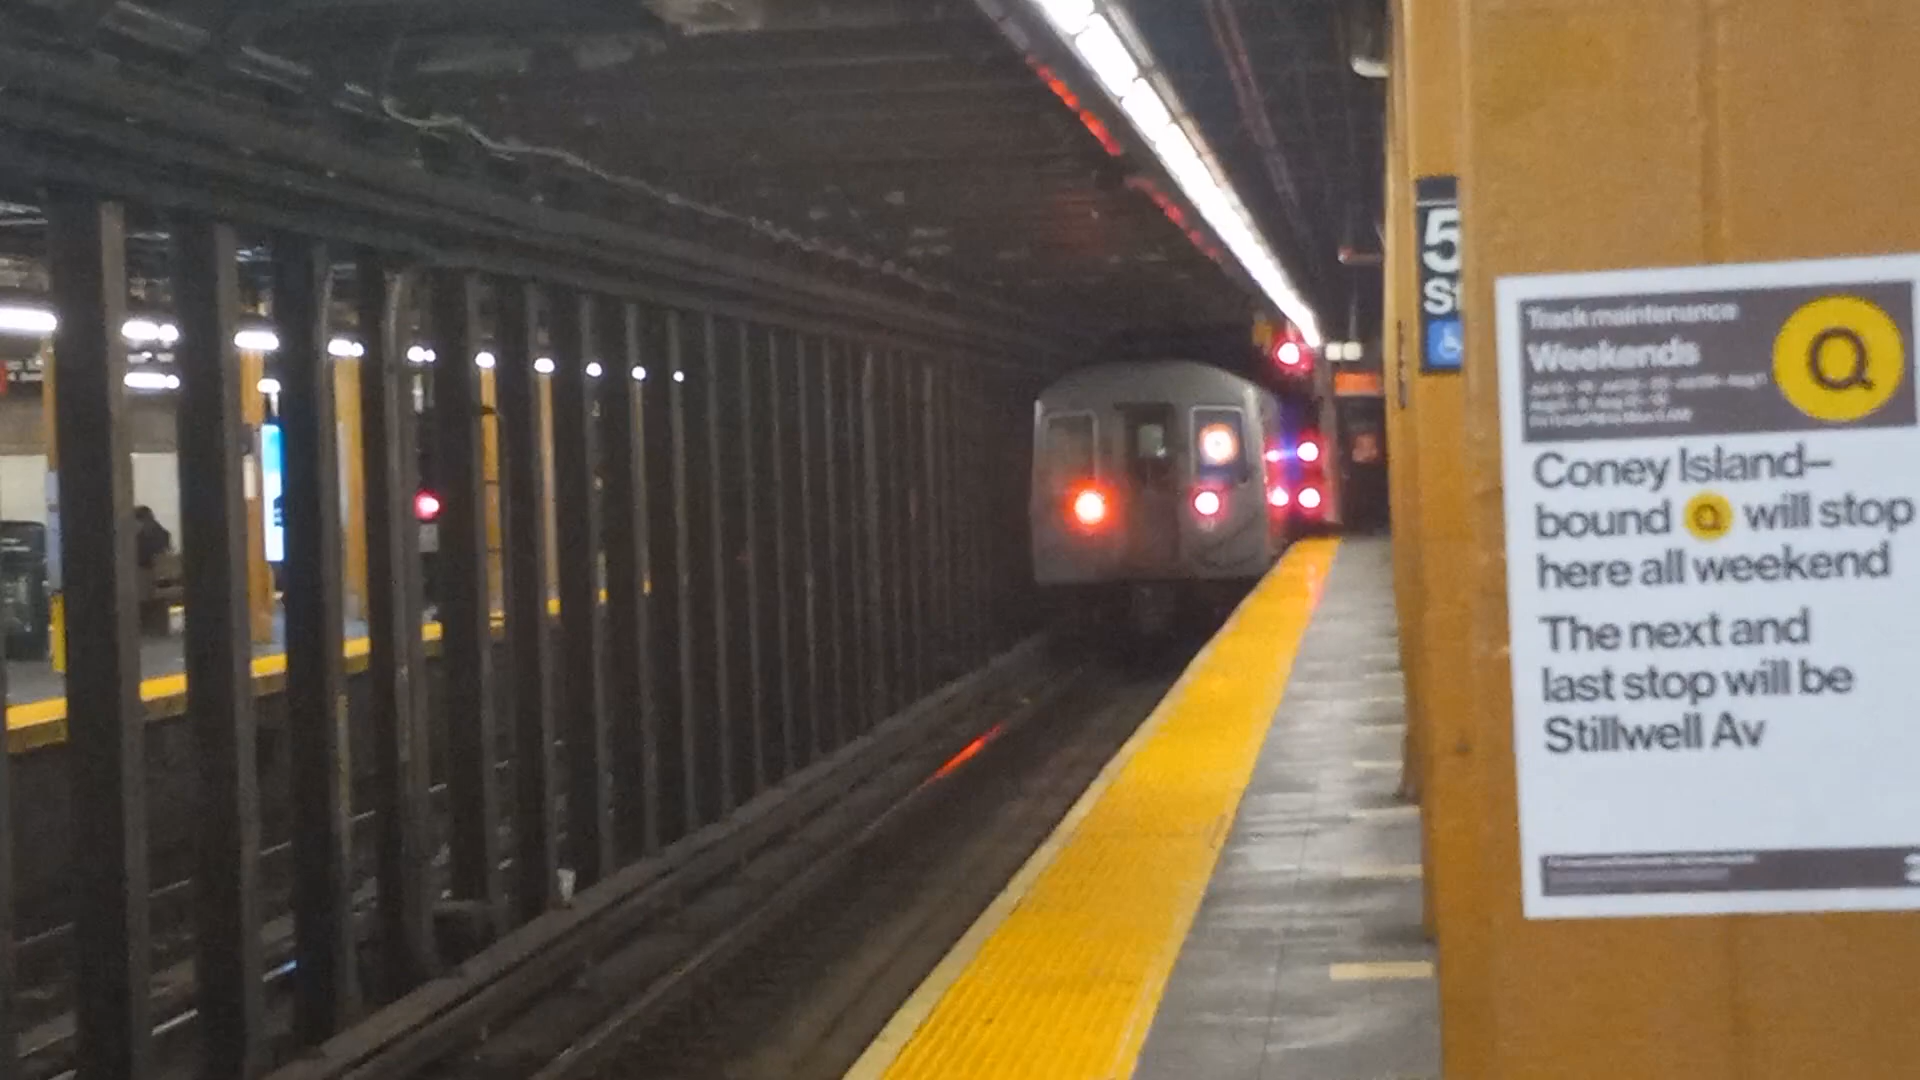 5
St
Track maintenance
Weekends
Q
Coney Island–
bound Q will stop
here all weekend
The next and
last stop will be
Stillwell Av